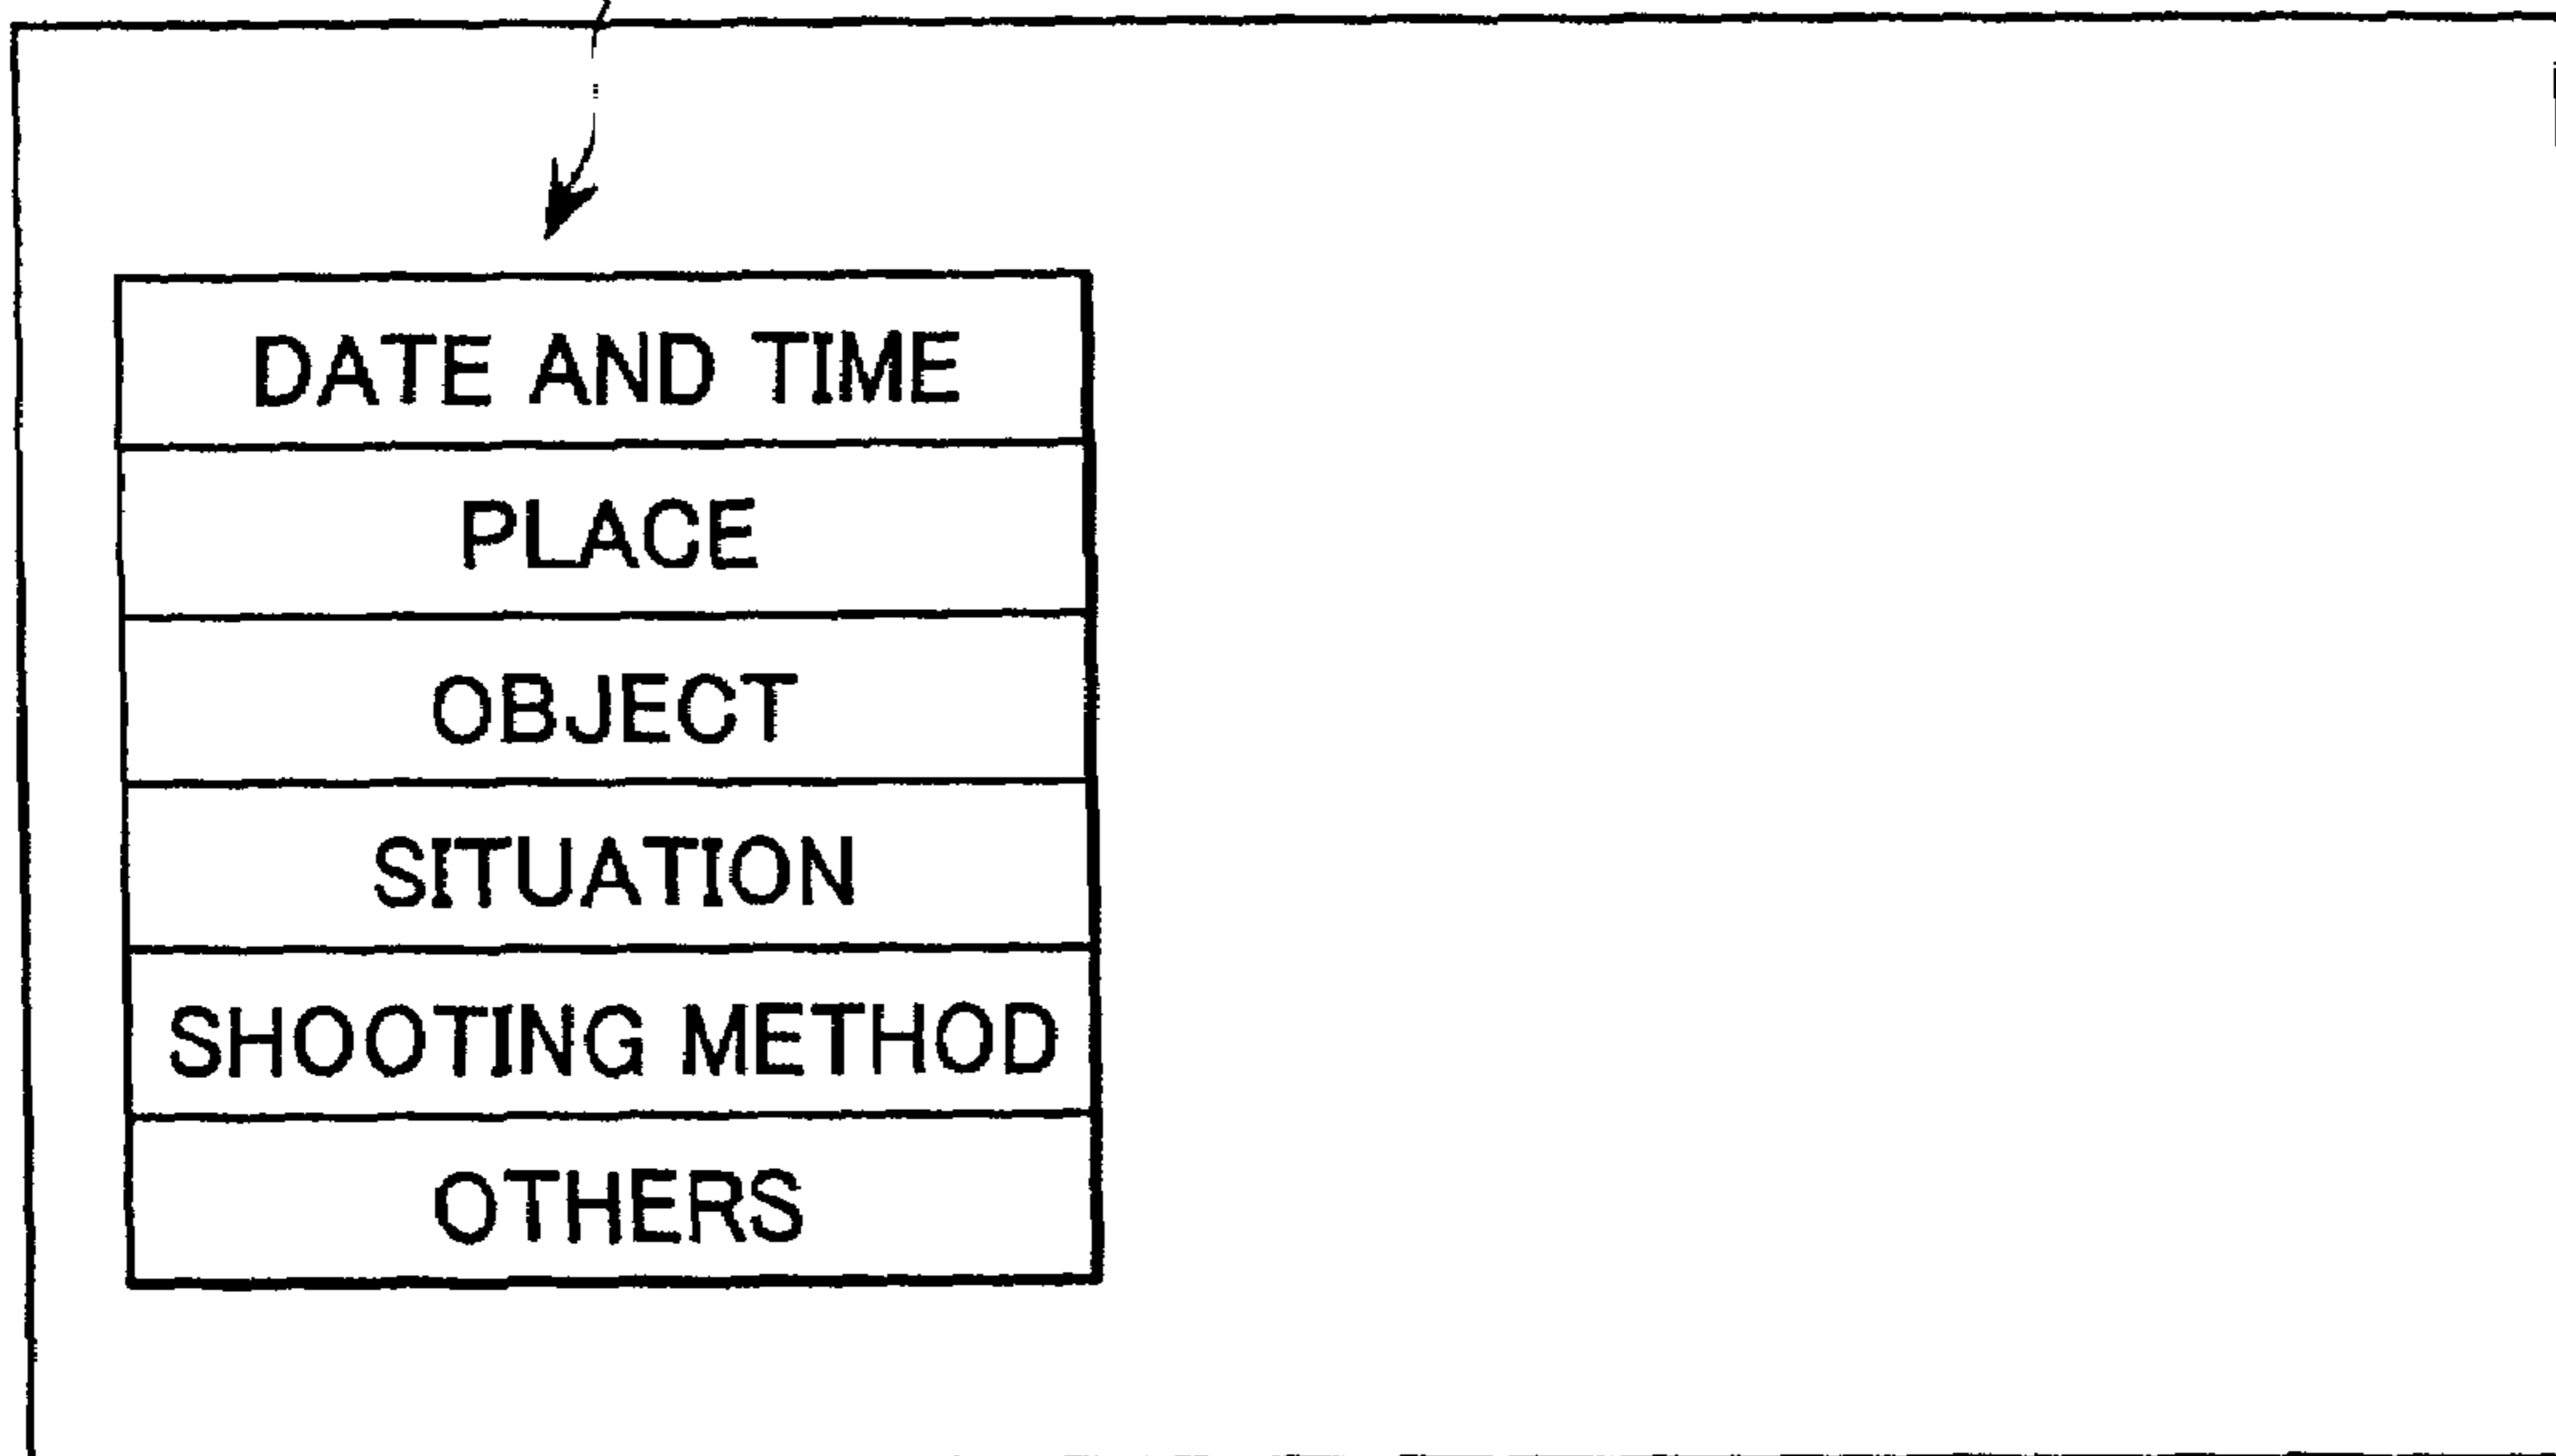 DATE AND TIME
PLACE
OBJECT
SITUATION
SHOOTING METHOD
OTHERS